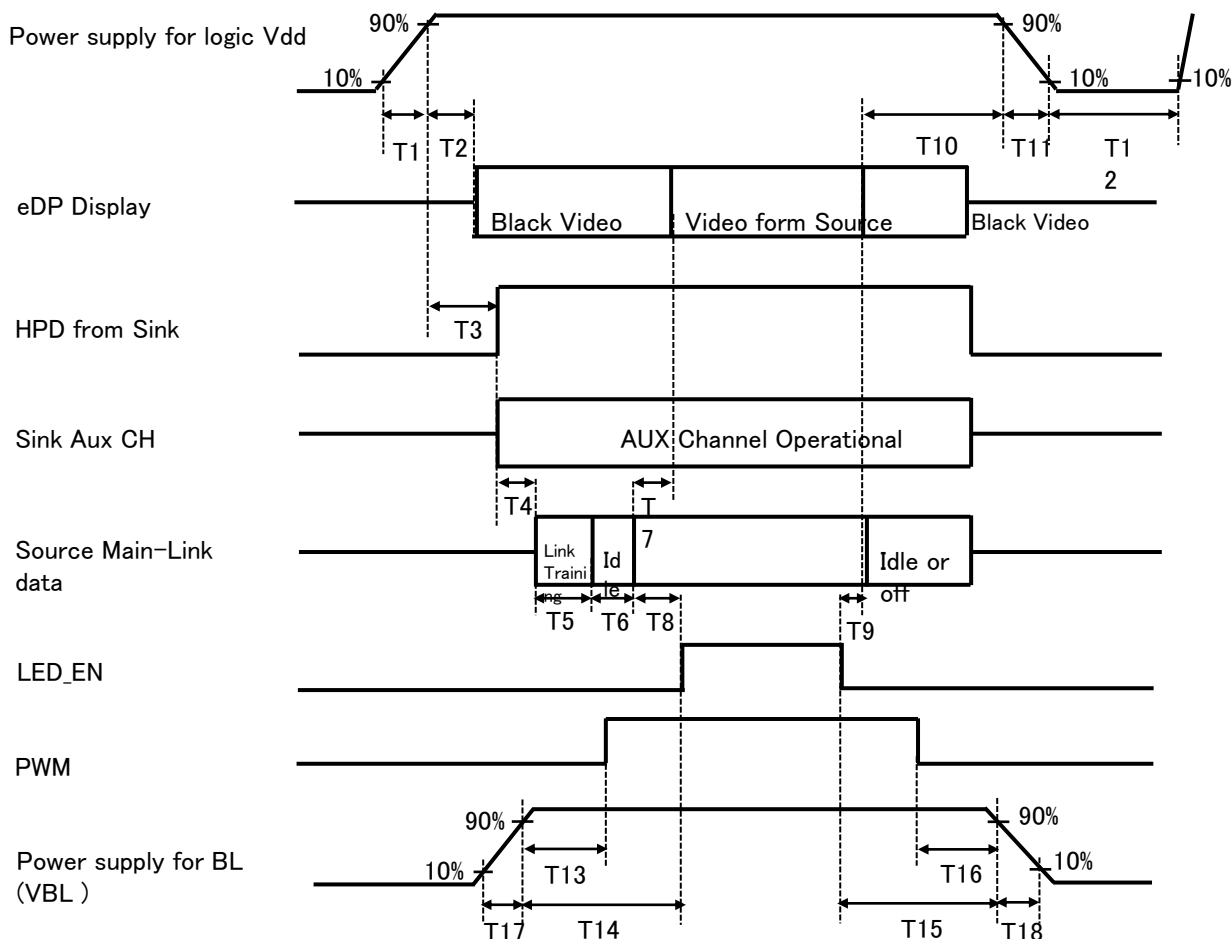 Power supply for logic Vdd
90%
90%
10%
10%
10%
T1
T2
T10
T11
T1
2
eDP Display
Black Video
Video form Source
Black Video
HPD from Sink
T3
Sink Aux CH
AUX Channel Operational
T4
T
7
Source Main-Link
data
Link
Traini
ng
Id
le
Idle or
off
T5
T6
T8
T9
LED_EN
PWM
90%
90%
Power supply for BL
(VBL )
10%
10%
T13
T16
T17
T14
T15
T18